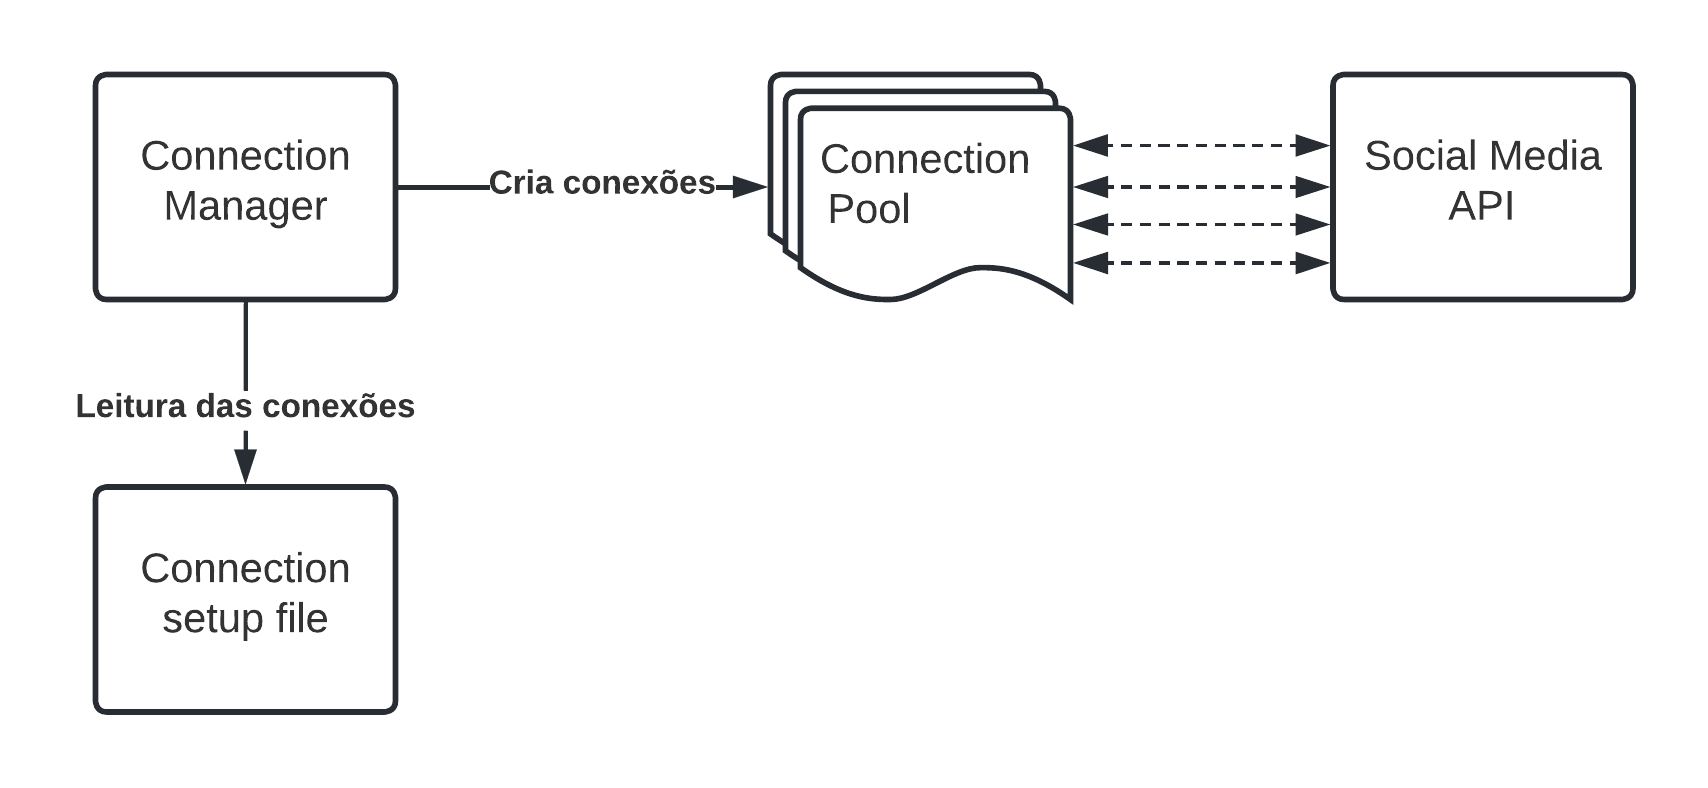 Connection
Manager
Cria conexões
Connection
Pool
Social Media
API
Leitura das conexões
Connection
setup file